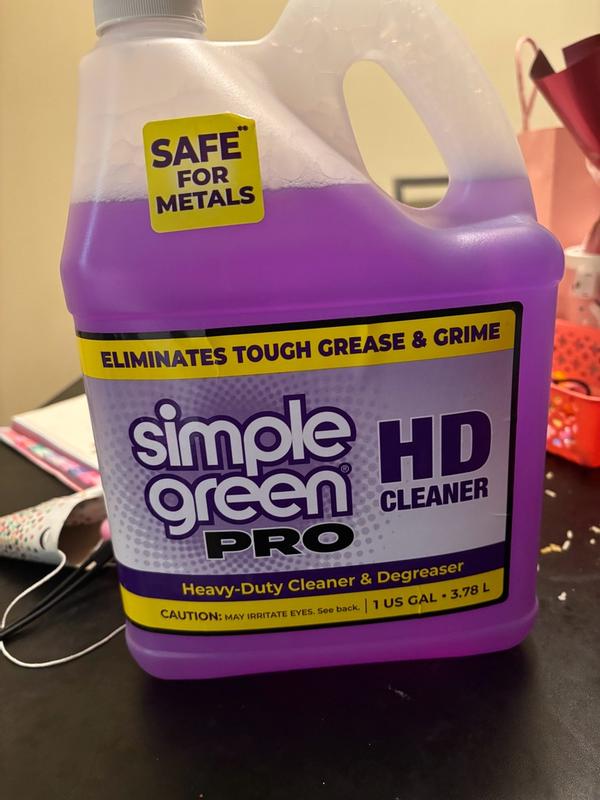 SAFE**
FOR
METALS
ELIMINATES TOUGH GREASE & GRIME
simple
green®
PRO
HD
CLEANER
Heavy-Duty Cleaner & Degreaser
CAUTION: MAY IRRITATE EYES. See back. | 1 US GAL • 3.78 L